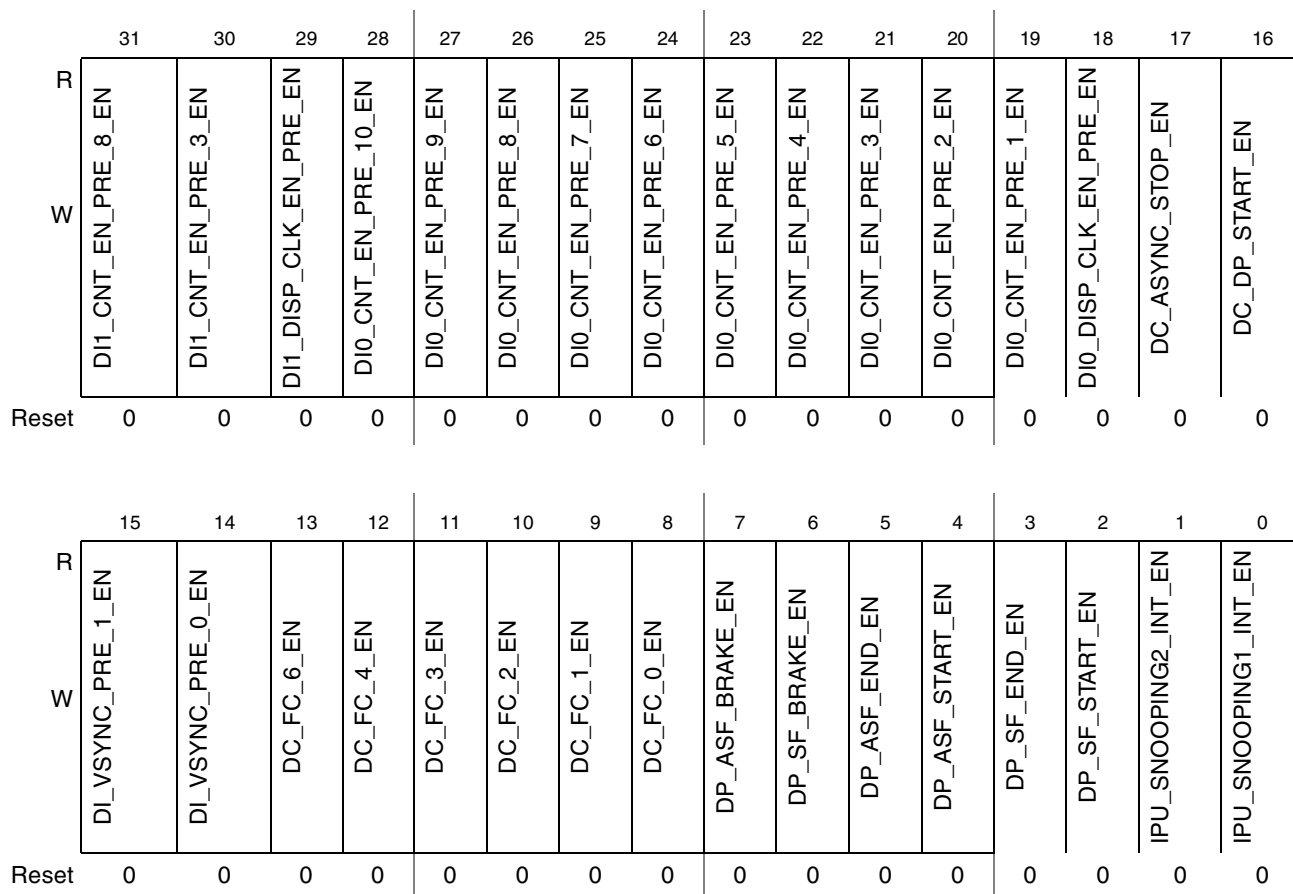 31 30 29 28 27 26 25 24 23 22 21 20 19 18 17 16
R
W
DI1_CNT_EN_PRE_8_EN
DI1_CNT_EN_PRE_3_EN
DI1_DISP_CLK_EN_PRE_EN
DI0_CNT_EN_PRE_10_EN
DI0_CNT_EN_PRE_9_EN
DI0_CNT_EN_PRE_8_EN
DI0_CNT_EN_PRE_7_EN
DI0_CNT_EN_PRE_6_EN
DI0_CNT_EN_PRE_5_EN
DI0_CNT_EN_PRE_4_EN
DI0_CNT_EN_PRE_3_EN
DI0_CNT_EN_PRE_2_EN
DI0_CNT_EN_PRE_1_EN
DI0_DISP_CLK_EN_PRE_EN
DC_ASYNC_STOP_EN
DC_DP_START_EN
Reset 0 0 0 0 0 0 0 0 0 0 0 0 0 0 0 0
15 14 13 12 11 10 9 8 7 6 5 4 3 2 1 0
R
W
DI_VSYNC_PRE_1_EN
DI_VSYNC_PRE_0_EN
DC_FC_6_EN
DC_FC_4_EN
DC_FC_3_EN
DC_FC_2_EN
DC_FC_1_EN
DC_FC_0_EN
DP_ASF_BRAKE_EN
DP_SF_BRAKE_EN
DP_ASF_END_EN
DP_ASF_START_EN
DP_SF_END_EN
DP_SF_START_EN
IPU_SNOOPING2_INT_EN
IPU_SNOOPING1_INT_EN
Reset 0 0 0 0 0 0 0 0 0 0 0 0 0 0 0 0